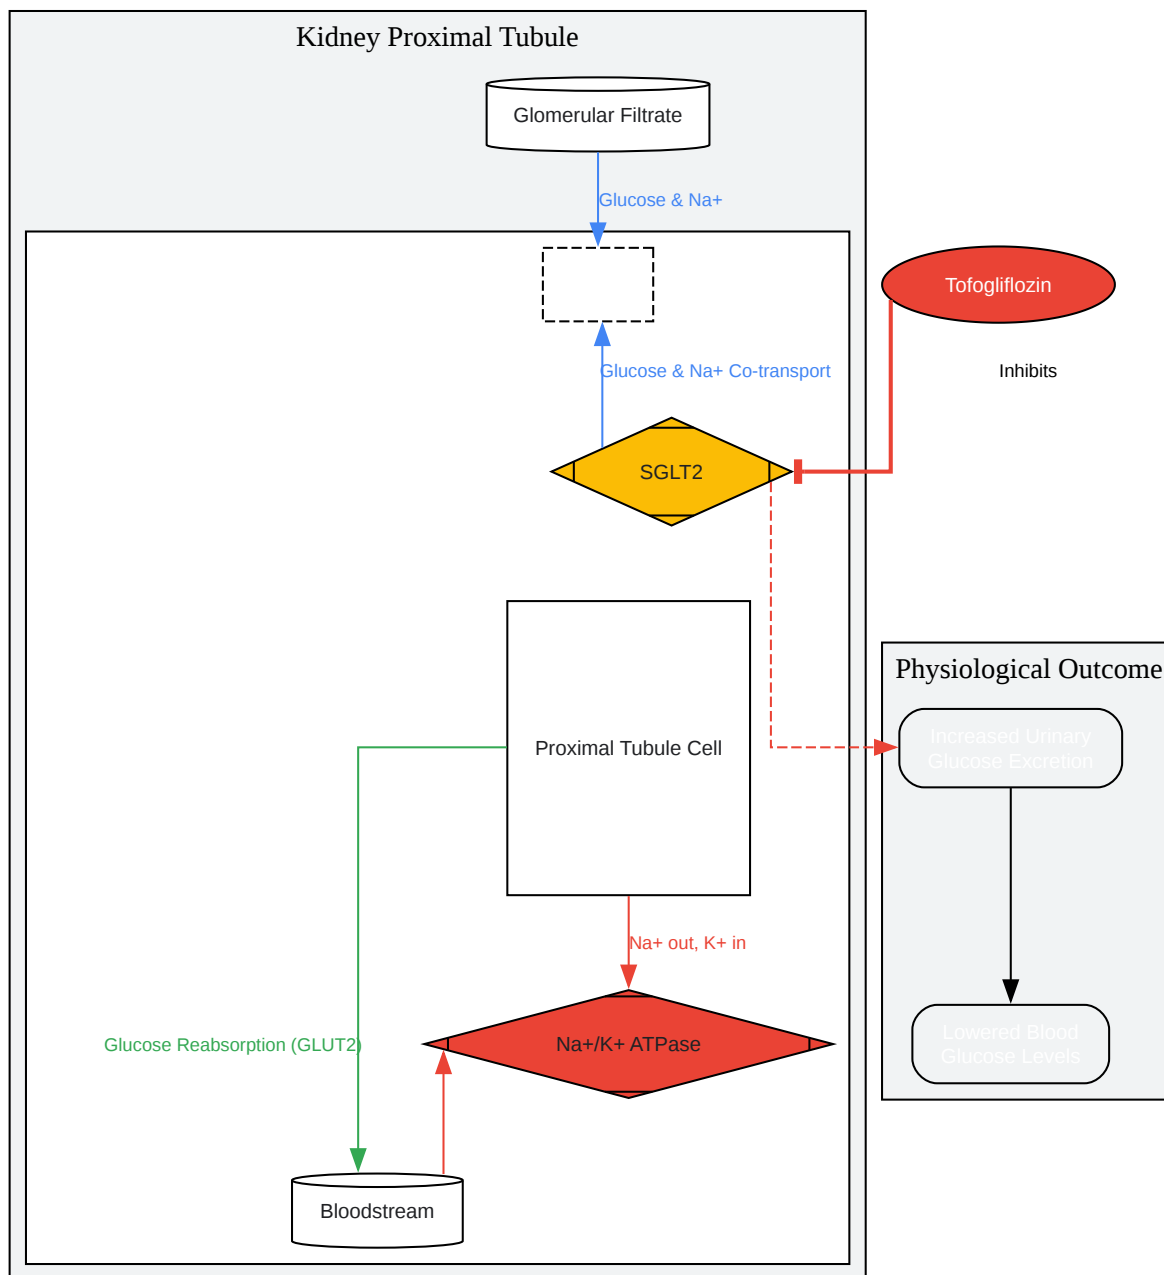 Kidney Proximal Tubule
Glomerular Filtrate
Glucose & Na+
Tofogliflozin
Glucose & Na+ Co-transport
Inhibits
SGLT2
Physiological Outcome
Increased Urinary
Glucose Excretion
Proximal Tubule Cell
Na+ out, K+ in
Lowered Blood
Glucose Levels
Glucose Reabsorption (GLUT2)
Na+/K+ ATPase
Bloodstream